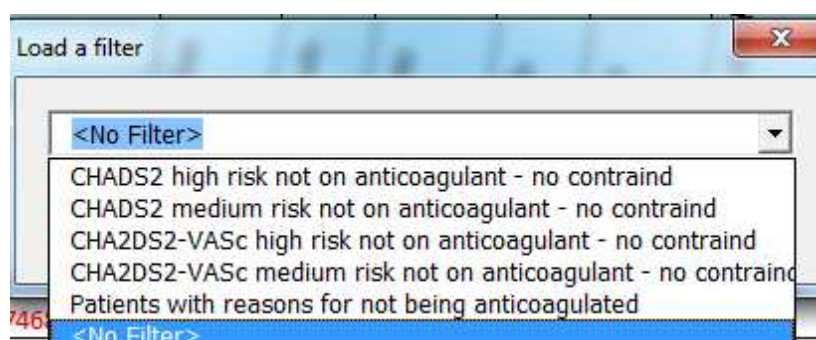 Load a filter
<No Filter>
CHADS2 high risk not on anticoagulant - no contraind
CHADS2 medium risk not on anticoagulant - no contraind
CHA2DS2-VASc high risk not on anticoagulant - no contraind
CHA2DS2-VASc medium risk not on anticoagulant - no contraind
Patients with reasons for not being anticoagulated
<No Filter>